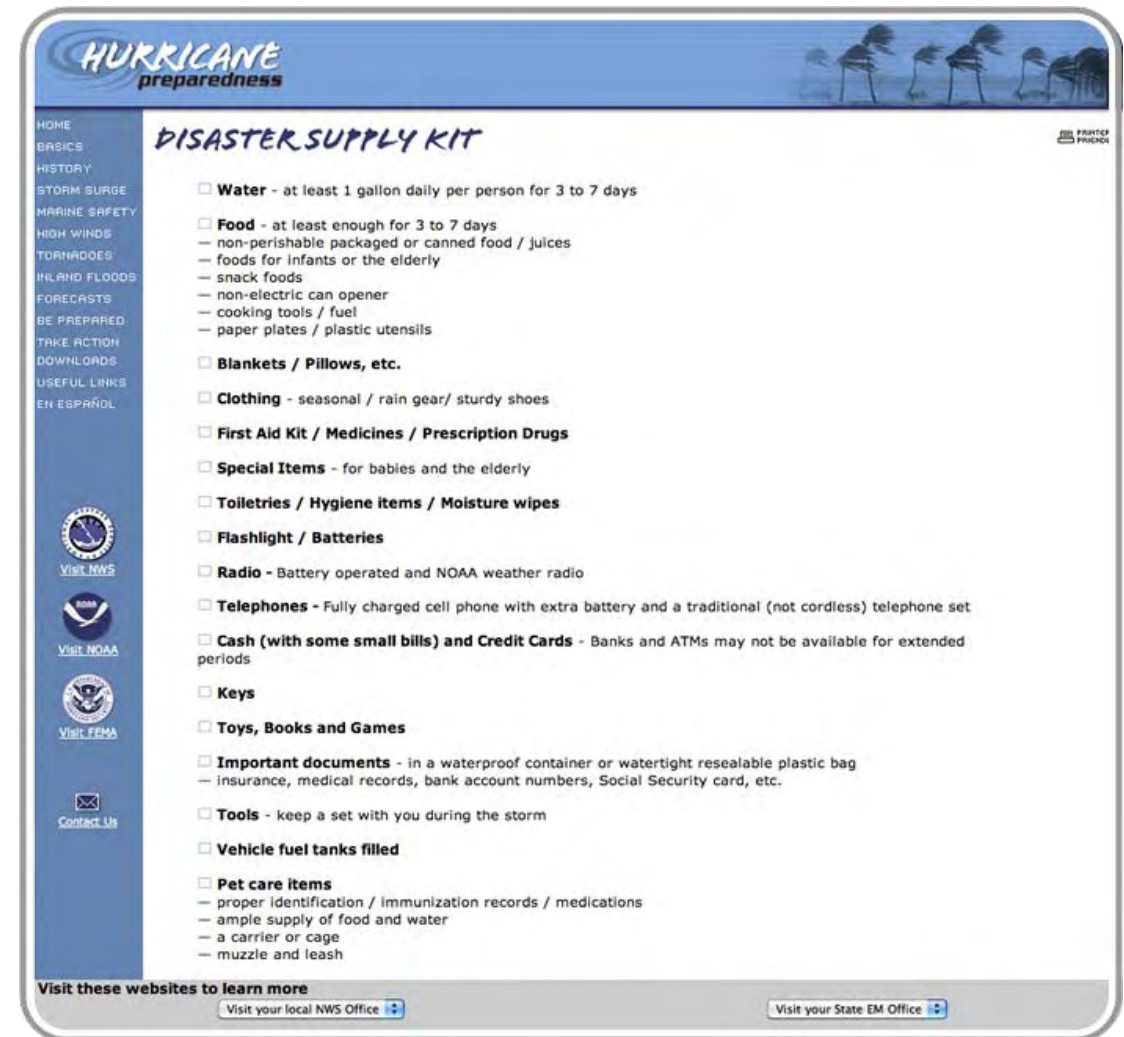 HURRICANE
preparedness
HOME
BASICS
HISTORY
STORM SURGE
MARINE SAFETY
HIGH WINDS
TORNADOES
INLAND FLOODS
FORECASTS
BE PREPARED
TAKE ACTION
DOWNLOADS
USEFUL LINKS
EN ESPAÑOL
Visit NWS
NOAA
Visit NOAA
Visit FEMA
Contact Us
DISASTER SUPPLY KIT
Water - at least 1 gallon daily per person for 3 to 7 days
Food - at least enough for 3 to 7 days
— non-perishable packaged or canned food / juices
— foods for infants or the elderly
— snack foods
— non-electric can opener
— cooking tools / fuel
— paper plates / plastic utensils
Blankets / Pillows, etc.
Clothing - seasonal / rain gear/ sturdy shoes
First Aid Kit / Medicines / Prescription Drugs
Special Items - for babies and the elderly
Toiletries / Hygiene items / Moisture wipes
Flashlight / Batteries
Radio - Battery operated and NOAA weather radio
Telephones - Fully charged cell phone with extra battery and a traditional (not cordless) telephone set
Cash (with some small bills) and Credit Cards - Banks and ATMs may not be available for extended
periods
Keys
Toys, Books and Games
Important documents - in a waterproof container or watertight resealable plastic bag
— insurance, medical records, bank account numbers, Social Security card, etc.
Tools - keep a set with you during the storm
Vehicle fuel tanks filled
Pet care items
— proper identification / immunization records / medications
— ample supply of food and water
— a carrier or cage
— muzzle and leash
Visit these websites to learn more
Visit your local NWS Office
Visit your State EM Office